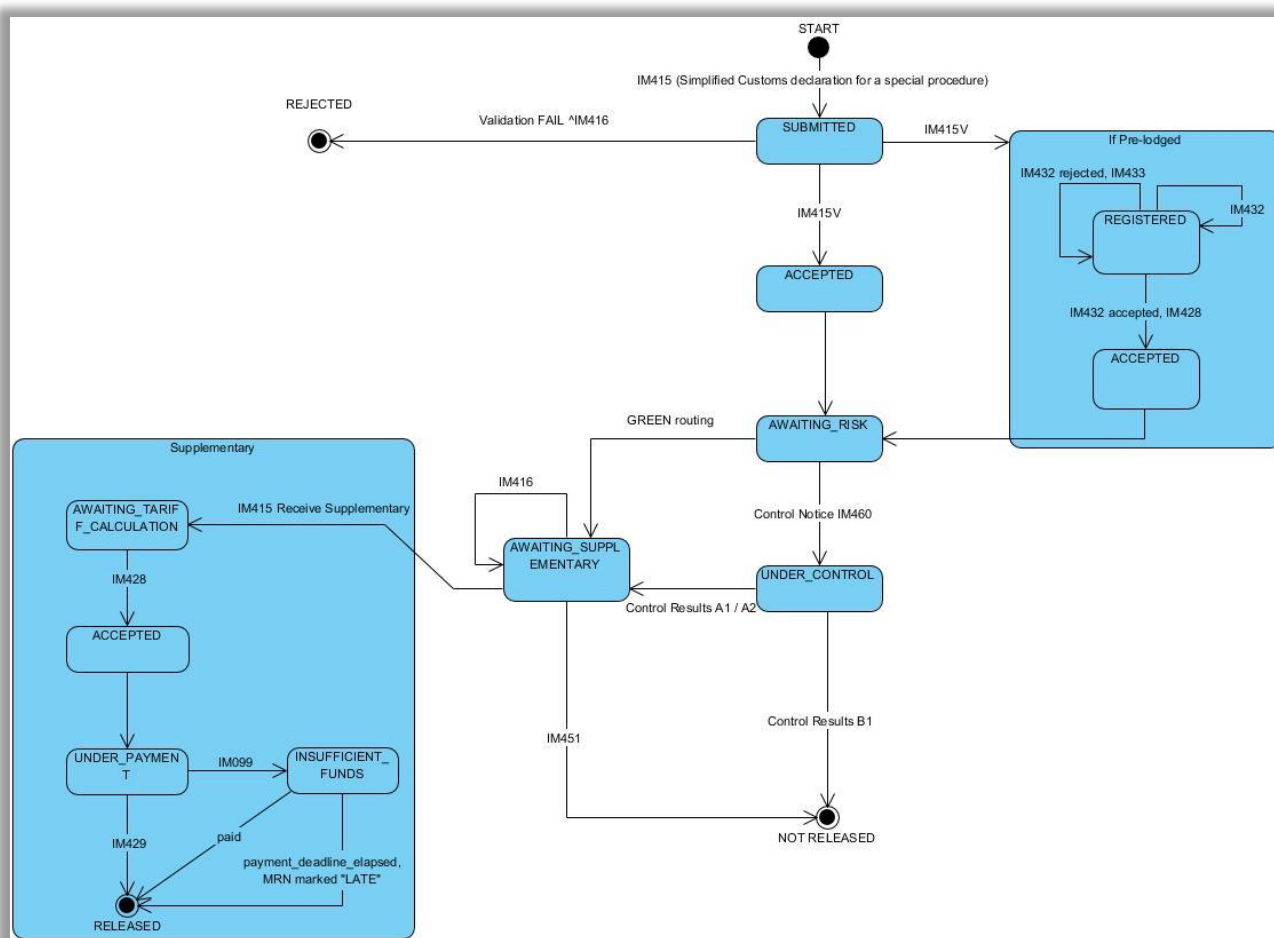 START
IM415 (Simplified Customs declaration for a special procedure)
REJECTED
Validation FAIL ^IM416
SUBMITTED
IM415V
If Pre-lodged
IM432 rejected, IM433
IM432
REGISTERED
IM415V
ACCEPTED
IM432 accepted, IM428
ACCEPTED
GREEN routing
AWAITING_RISK
Supplementary
IM416
AWAITING_TARIF
F_CALCULATION
IM415 Receive Supplementary
Control Notice IM460
AWAITING_SUPPL
EMENTARY
UNDER_CONTROL
IM428
Control Results A1 / A2
ACCEPTED
Control Results B1
IM451
UNDER_PAYMEN
T
IM099
INSUFFICIENT_
FUNDS
paid
IM429
NOT RELEASED
payment_deadline_elapsed,
MRN marked "LATE"
RELEASED